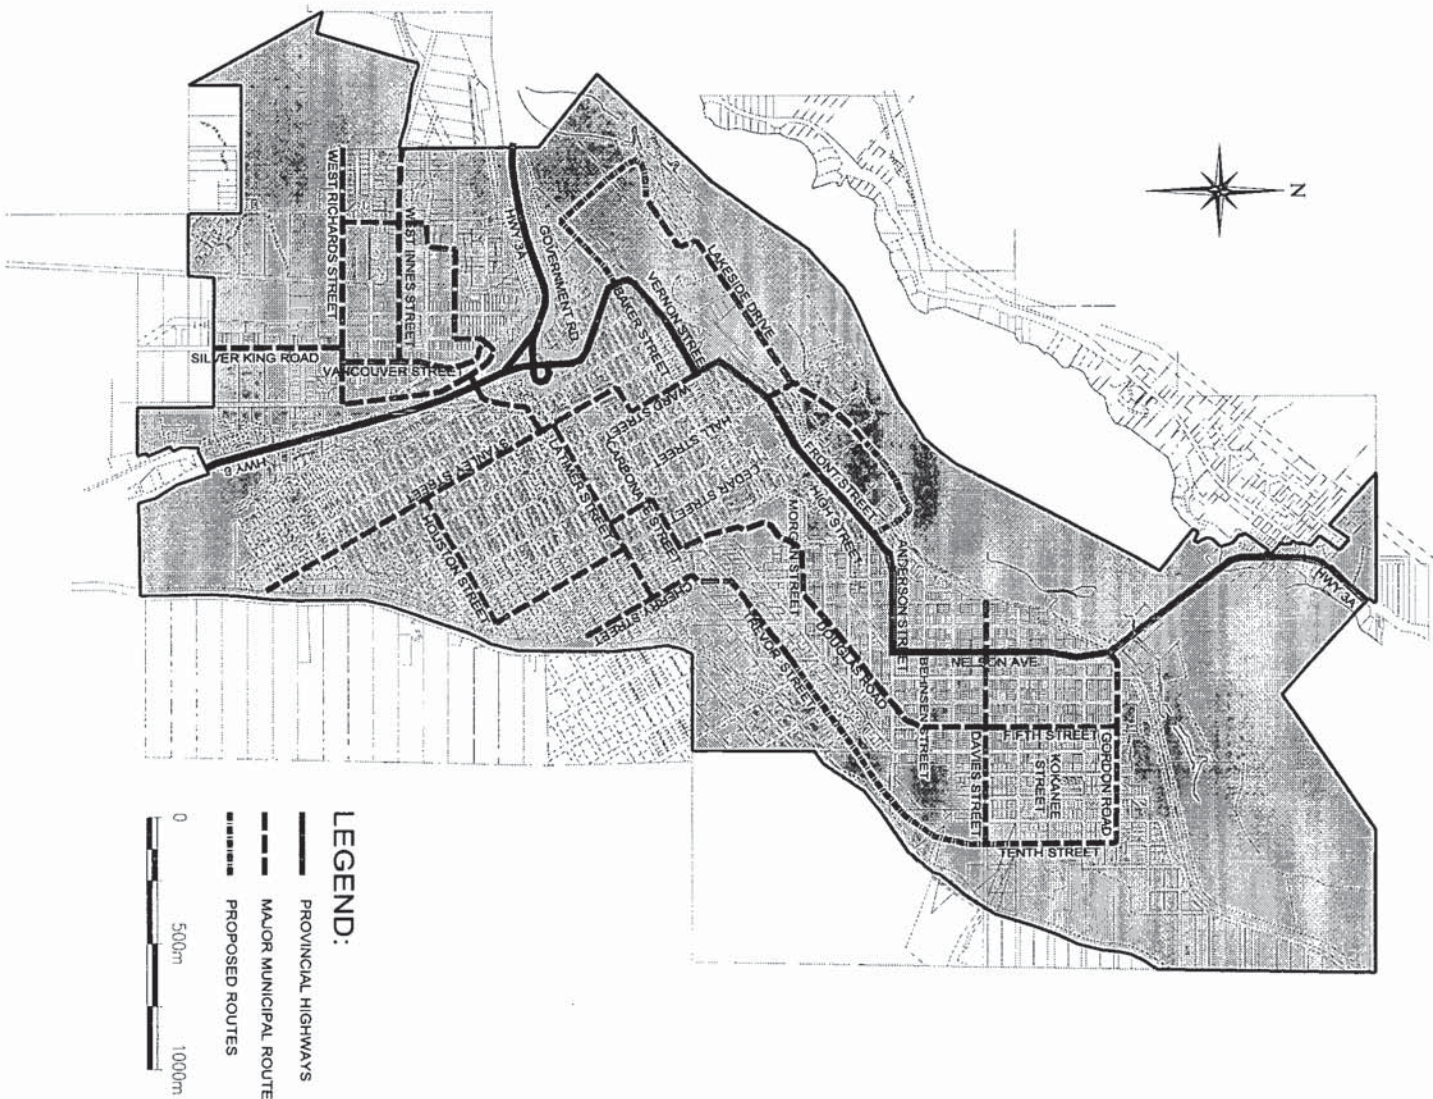 N
WEST RICHARDS STREET
WEST INNES STREET
HWY 3A
GOVERNMENT RD.
BAKER STREET
VERNON STREET
LAKESIDE DRIVE
SILVER KING ROAD
VANCOUVER STREET
HWY 6
STANLEY STREET
LATIMER STREET
CARBONATE STREET
WARD STREET
HALL STREET
CEDAR STREET
FRONT STREET
HIGH STREET
HOUSTON STREET
CHERRY STREET
MORGAN STREET
TREVOR STREET
DOUGLAS ROAD
ANDERSON STREET
NELSON AVE.
BEHNSEN STREET
DAVIES STREET
FIFTH STREET
KOKANEE
STREET
GORDON ROAD
TENTH STREET
HWY 3A
LEGEND:
PROVINCIAL HIGHWAYS
MAJOR MUNICIPAL ROUTE
PROPOSED ROUTES
0 500m 1000m